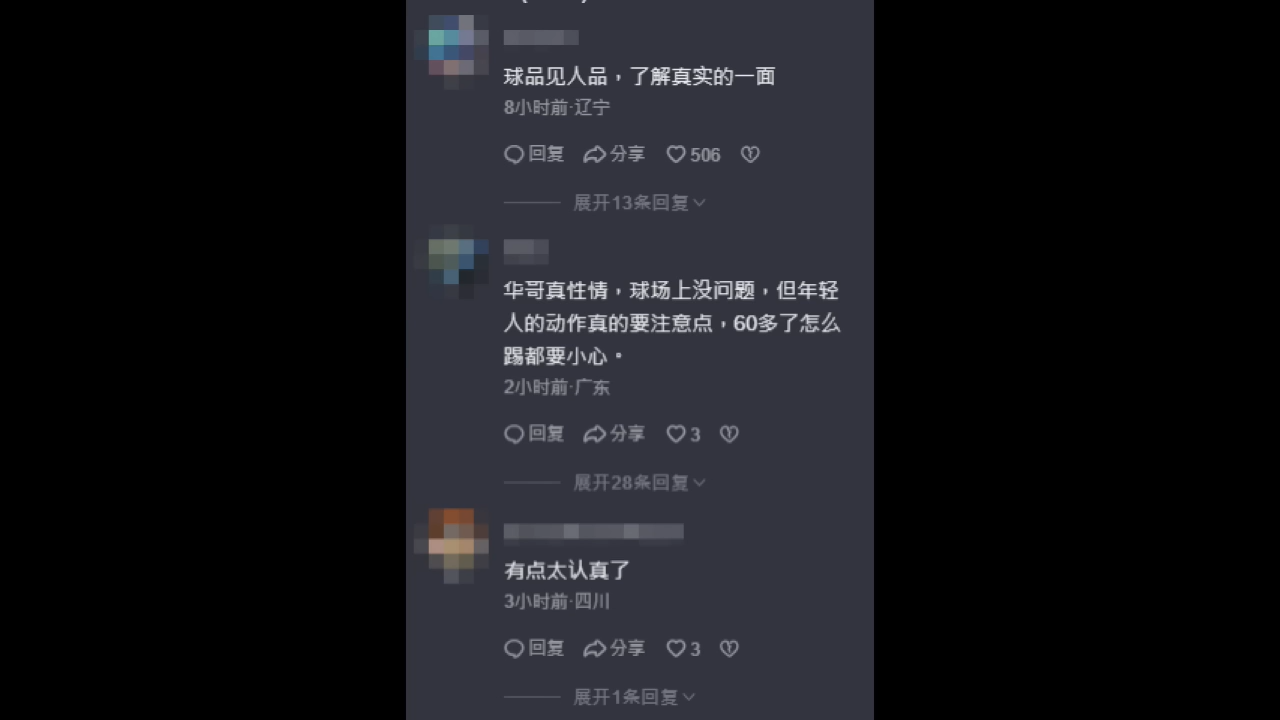 球品见人品，了解真实的一面
8小时前·辽宁
回复 分享 506
展开13条回复
华哥真性情，球场上没问题，但年轻
人的动作真的要注意点，60多了怎么
踢都要小心。
2小时前·广东
回复 分享 3
展开28条回复
有点太认真了
3小时前·四川
回复 分享 3
展开1条回复